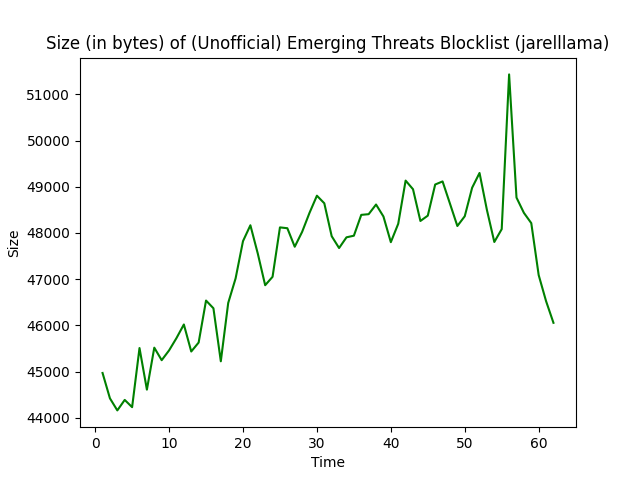 Size (in bytes) of (Unofficial) Emerging Threats Blocklist (jarelllama)
51000
50000
49000
48000
47000
46000
45000
44000
Size
0 10 20 30 40 50 60
Time